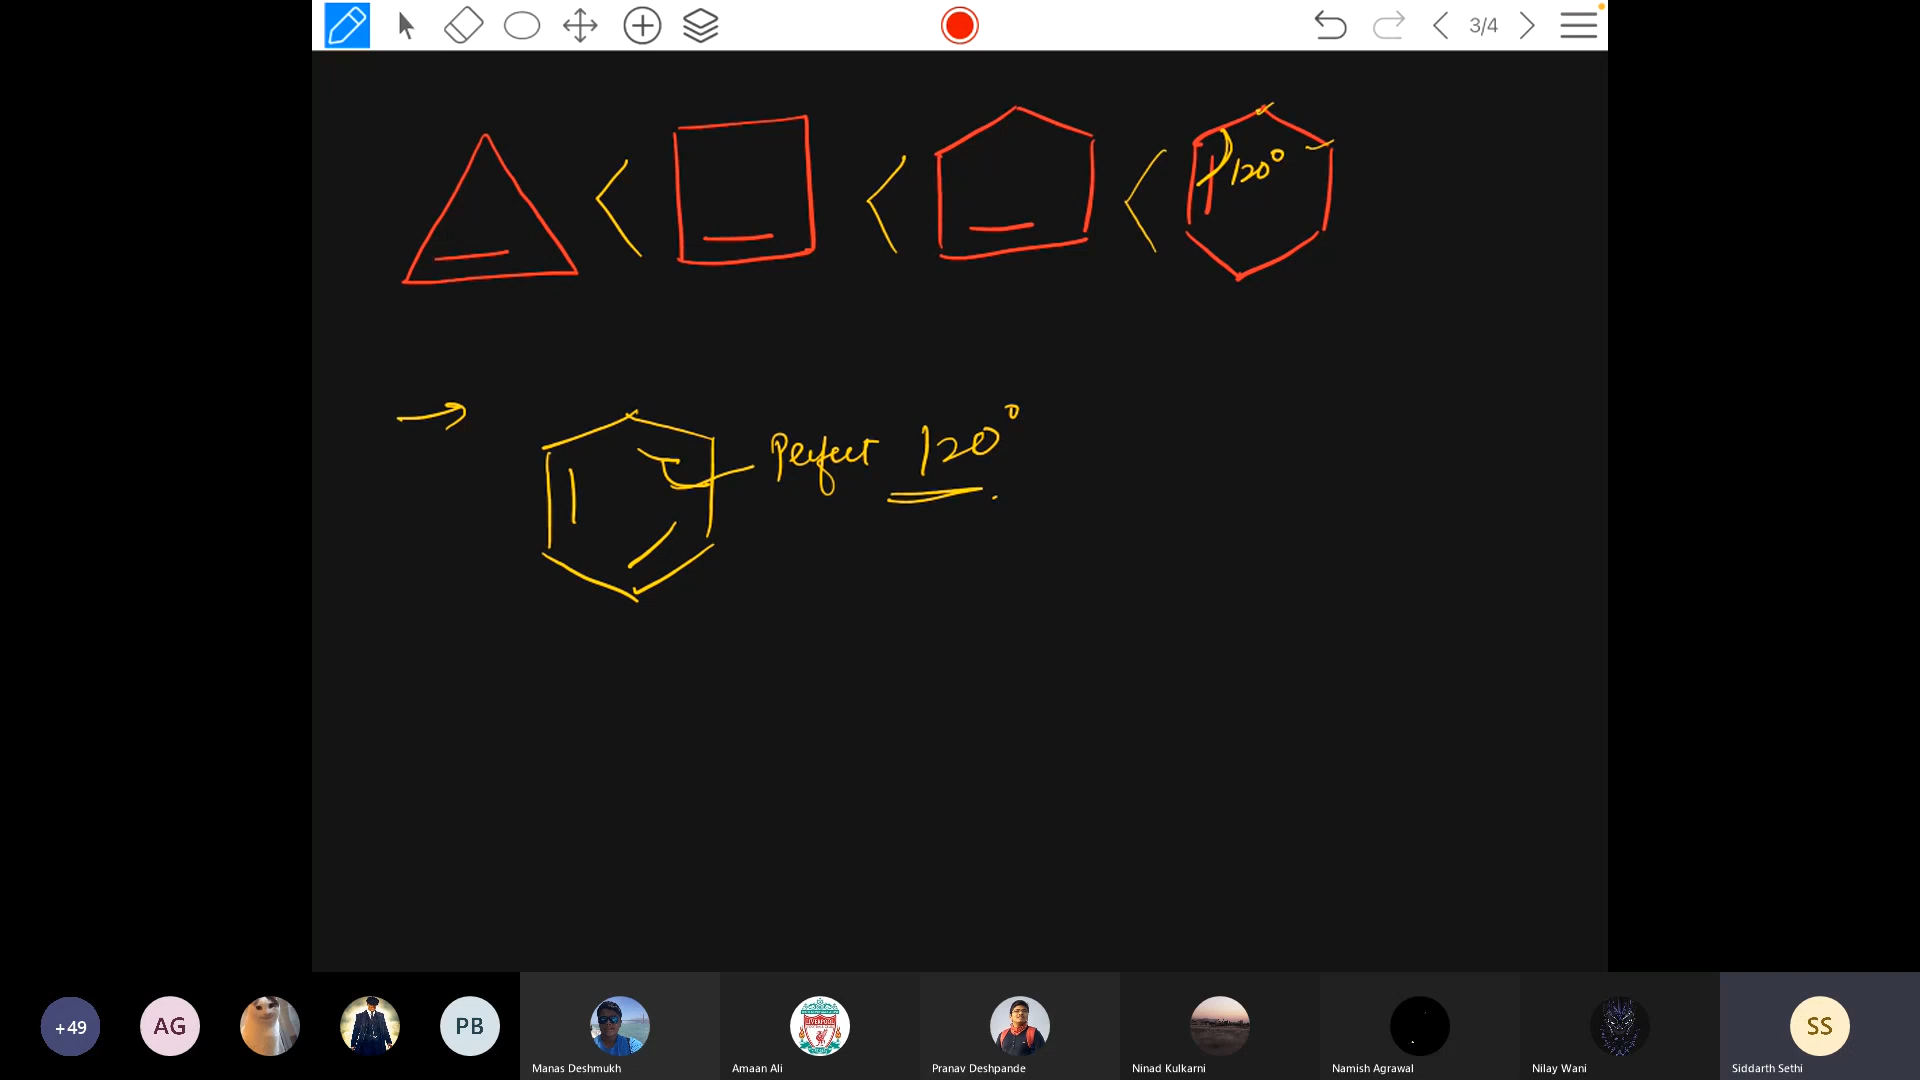 3/4
< < < 120°
→ Perfect 120°
+49 AG PB SS
LIVERPOOL
Manas Deshmukh Amaan Ali Pranav Deshpande Ninad Kulkarni Namish Agrawal Nilay Wani Siddarth Sethi